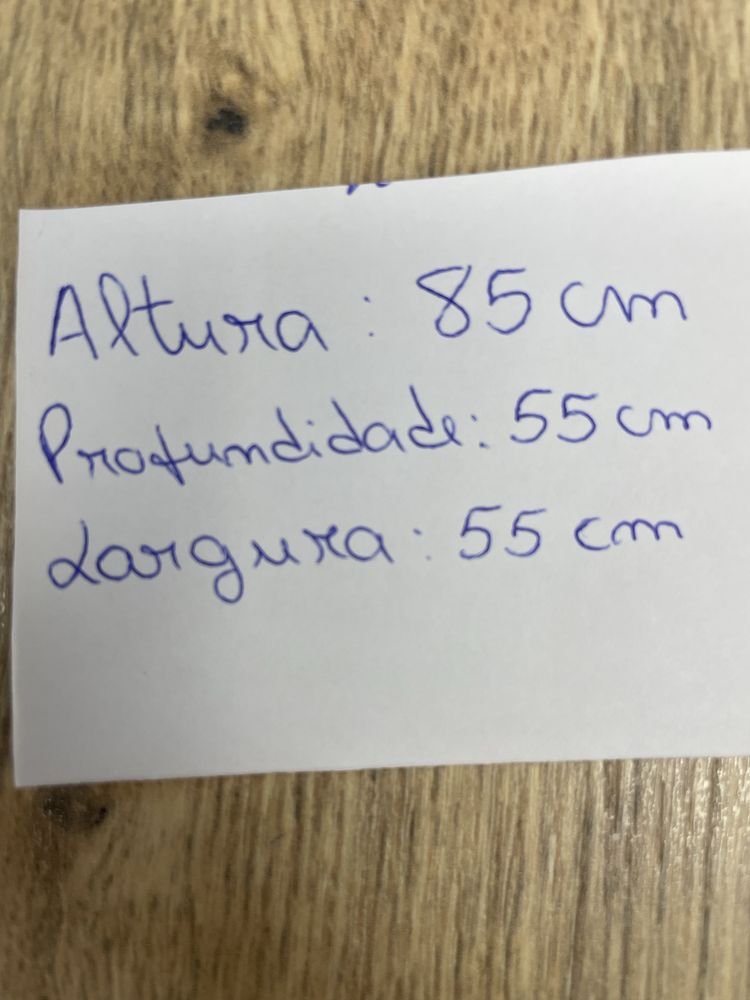 Altura: 85 cm
Profundidade: 55 cm
Largura: 55 cm